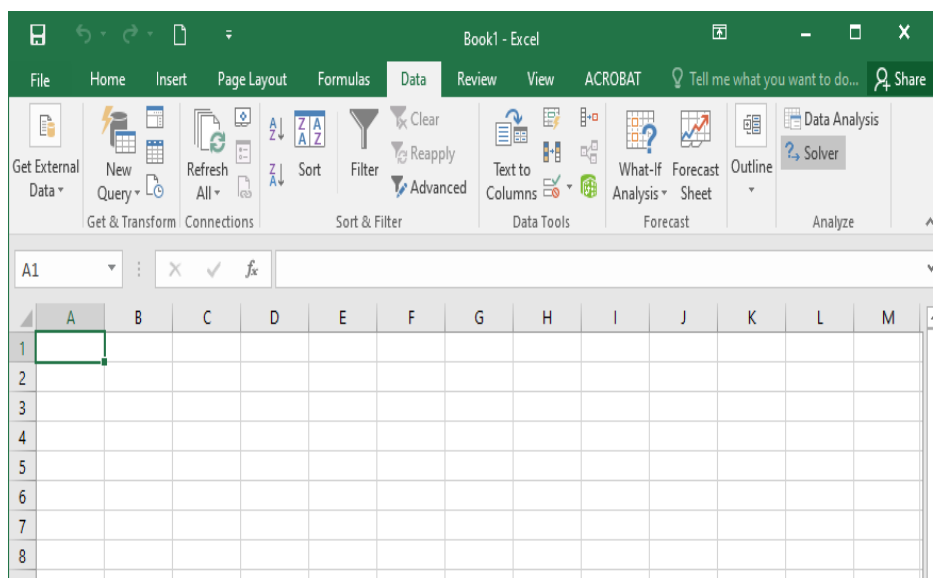 Book1 - Excel
File Home Insert Page Layout Formulas Data Review View ACROBAT Tell me what you want to do... Share
Get External Data
New Query
Refresh All
A Z
Z A
Z A A Z
Sort
Filter
Clear
Reapply
Advanced
Text to Columns
What-If Analysis
Forecast Sheet
Outline
Data Analysis
Solver
Get & Transform Connections Sort & Filter Data Tools Forecast Analyze
A1 fx
A B C D E F G H I J K L M
1
2
3
4
5
6
7
8